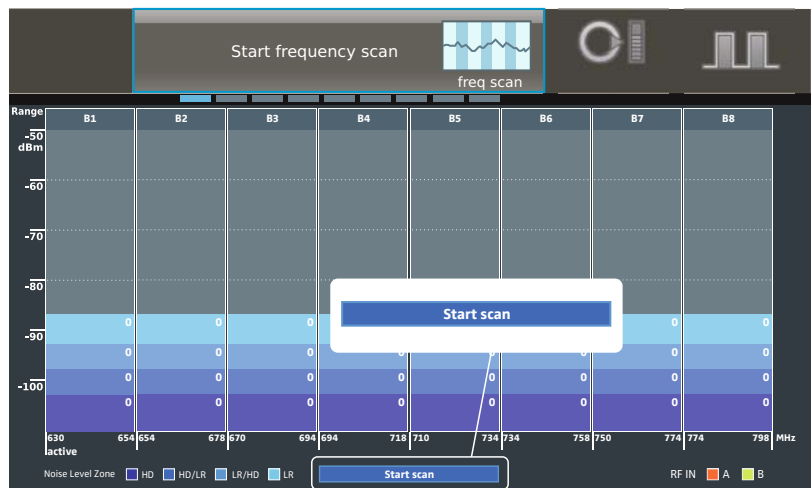 Start frequency scan
freq scan
Range B1 B2 B3 B4 B5 B6 B7 B8
-50
dBm
-60
-70
-80
Start scan
0 0 0 0 0
-90
0 0 0 0 0 0 0 0
0 0 0 0 0 0 0 0
-100
0 0 0 0 0 0 0 0
630 654 654 678 670 694 694 718 710 734 734 758 750 774 774 798 MHz
active
Noise Level Zone HD HD/LR LR/HD LR Start scan RF IN A B